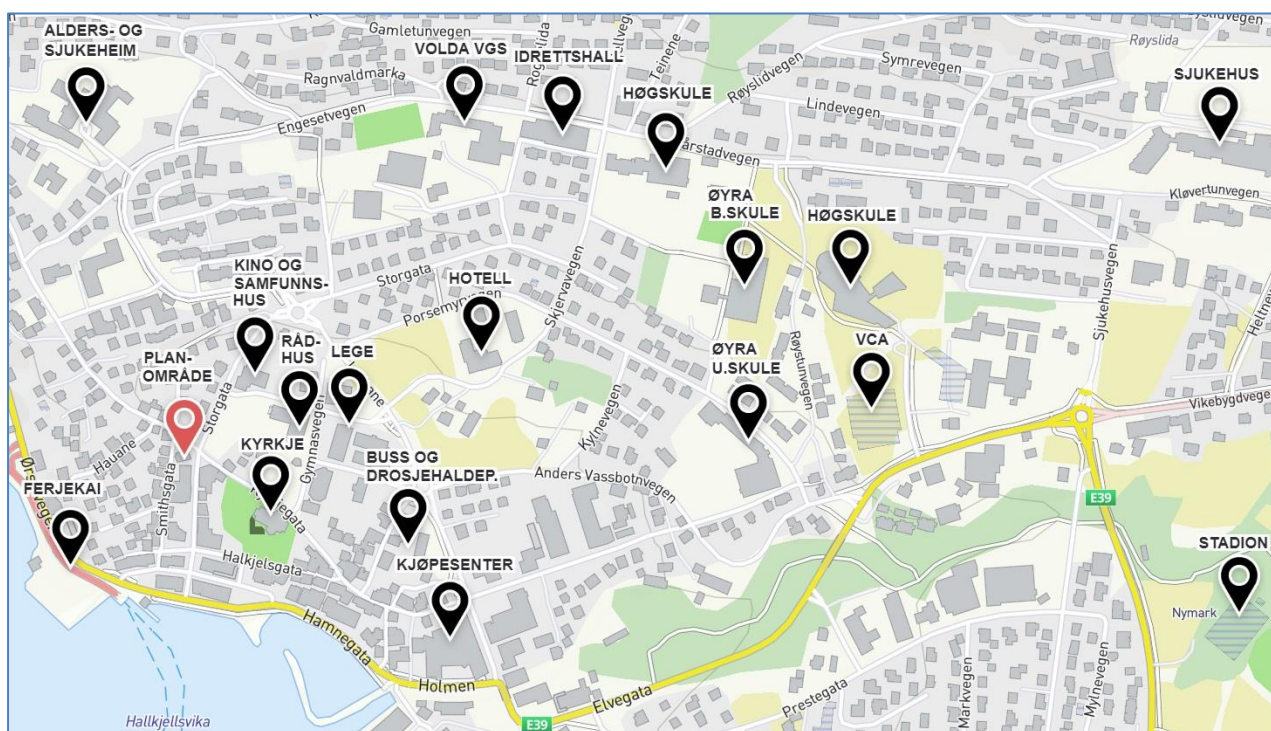 ALDERS- OG
SJUKEHEIM
Gamletunvegen
VOLDA VGS
IDRETTSHALL
Teinene
Røyslidvegen
Røyslida
Symrevegen
SJUKEHUS
Ragnvaldmarka
HØGSKULE
Lindevegen
Engesetvegen
Kløvertunvegen
ØYRA
B.SKULE
HØGSKULE
KINO OG
SAMFUNNS-
HUS
Storgata
HOTELL
Skjervavegen
Sjukehusvegen
Porsemyrvegen
RÅD-
HUS
LEGE
PLAN-
OMRÅDE
Storgata
ØYRA
U.SKULE
Røystunvegen
VCA
Vikebygdvegen
Hauane
KYRKJE
Gymnasvegen
Kylnevegen
BUSS OG
DROSJEHALDEP.
Anders Vassbotnvegen
FERJEKAI
Smithsgata
E39
Halkjelsgata
STADION
KJØPESENTER
Nymark
Hamnegata
Holmen
Elvegata
Prestegata
Markvegen
Mylnevegen
Hallkjellsvika
E39